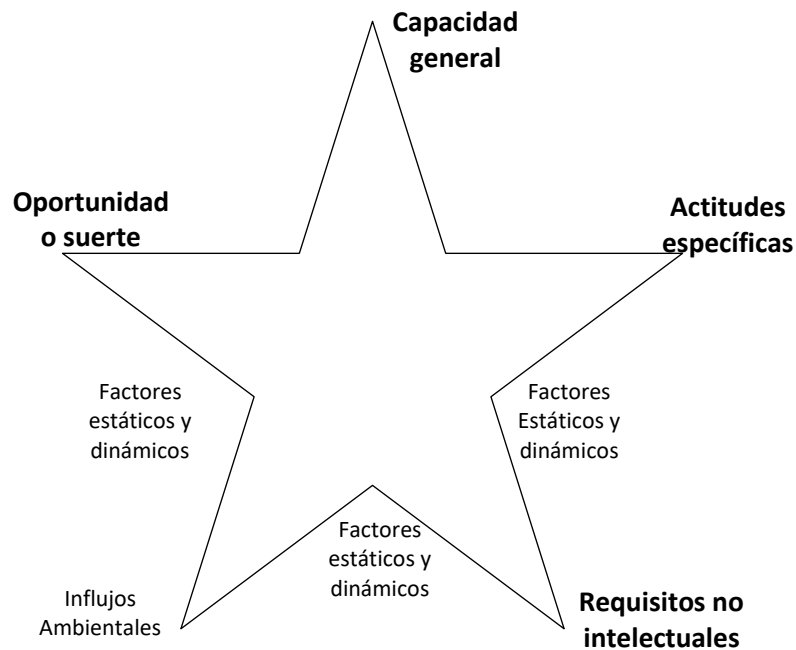 Capacidad
general
Oportunidad
o suerte
Actitudes
específicas
Factores
estáticos y
dinámicos
Factores
Estáticos y
dinámicos
Factores
estáticos y
dinámicos
Influjos
Ambientales
Requisitos no
intelectuales